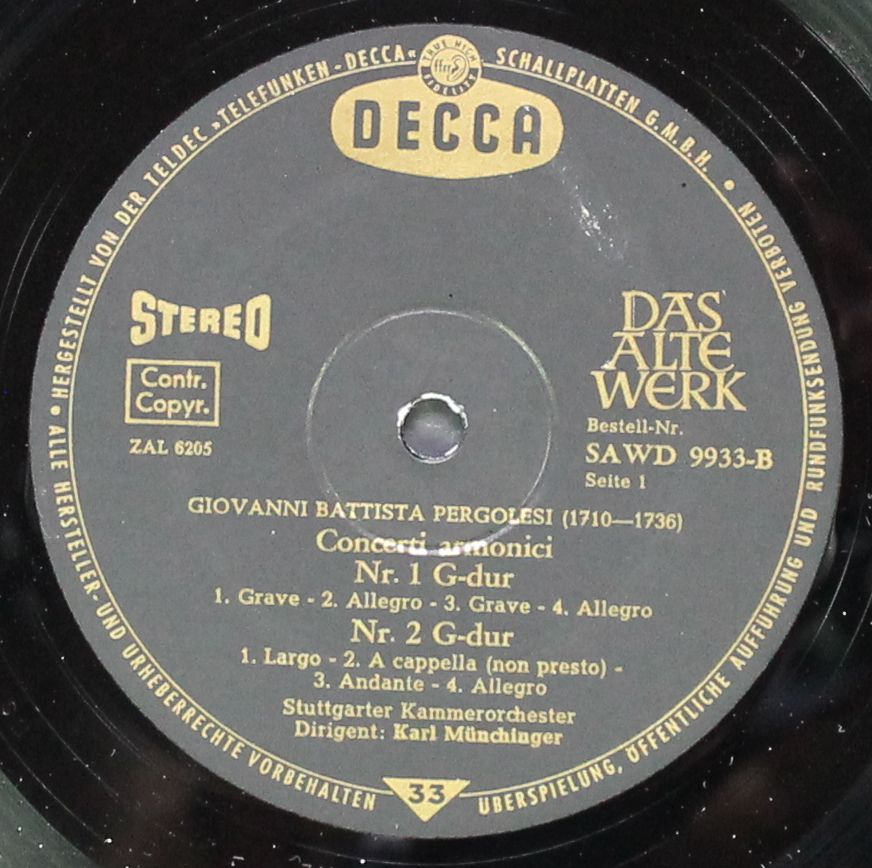 HERGESTELLT VON DER TELDEC »TELEFUNKEN-DECCA« SCHALLPLATTEN G.M.B.H. •
ÜBERSPIELUNG, ÖFFENTLICHE AUFFÜHRUNG UND RUNDFUNKSENDUNG VERBOTEN
• ALLE HERSTELLER- UND URHEBERRECHTE VORBEHALTEN
TRUE HIGH
ffrr
FIDELITY
DECCA
STEREO
Contr.
Copyr.
ZAL 6205
DAS
ALTE
WERK
Bestell-Nr.
SAWD 9933-B
Seite 1
GIOVANNI BATTISTA PERGOLESI (1710—1736)
Concerti armonici
Nr. 1 G-dur
1. Grave - 2. Allegro - 3. Grave - 4. Allegro
Nr. 2 G-dur
1. Largo - 2. A cappella (non presto) -
3. Andante - 4. Allegro
Stuttgarter Kammerorchester
Dirigent: Karl Münchinger
33